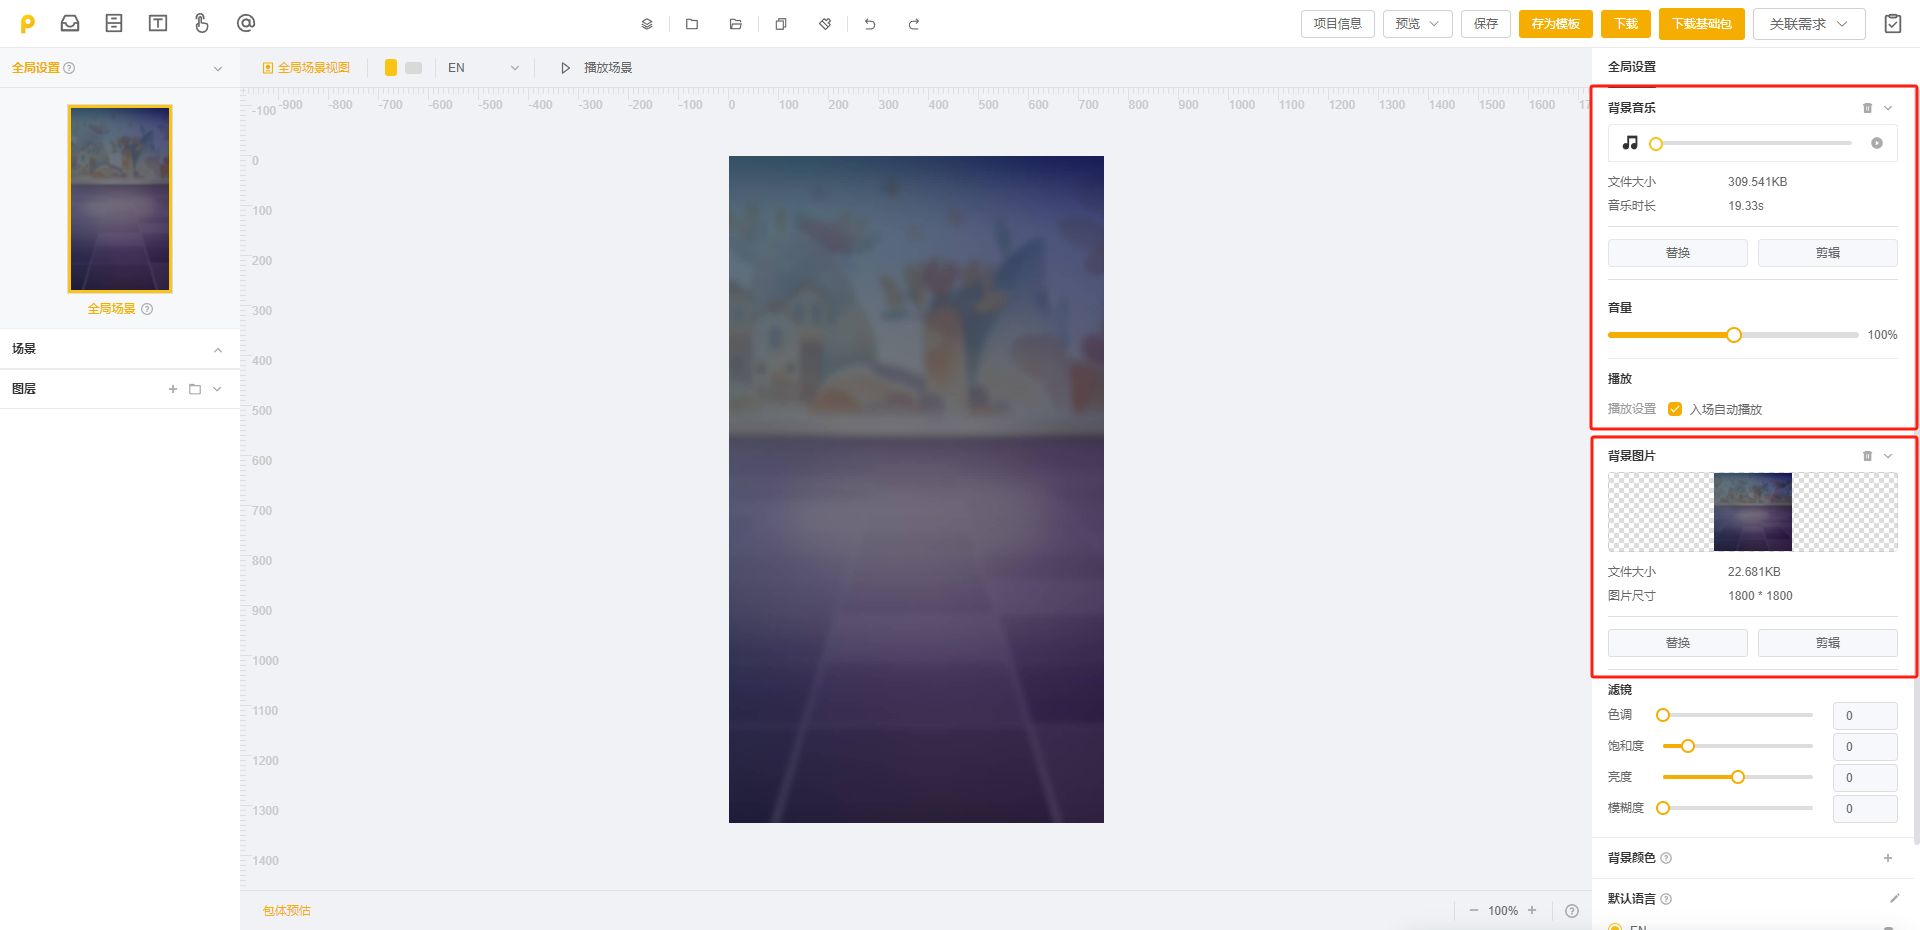 项目信息 预览 保存 存为模板 下载 下载基础包 关联需求
全局设置
全局场景视图 EN 播放场景
全局设置
-900 -800 -700 -600 -500 -400 -300 -200 -100 0 100 200 300 400 500 600 700 800 900 1000 1100 1200 1300 1400 1500 1600
-100
0
100
200
300
400
500
600
700
800
900
1000
1100
1200
1300
1400
全局场景
场景
图层
背景音乐
文件大小 309.541KB
音乐时长 19.33s
替换 剪辑
音量
100%
播放
播放设置 入场自动播放
背景图片
文件大小 22.681KB
图片尺寸 1800 * 1800
替换 剪辑
滤镜
色调 0
饱和度 0
亮度 0
模糊度 0
背景颜色
默认语言
EN
包体预估
100%